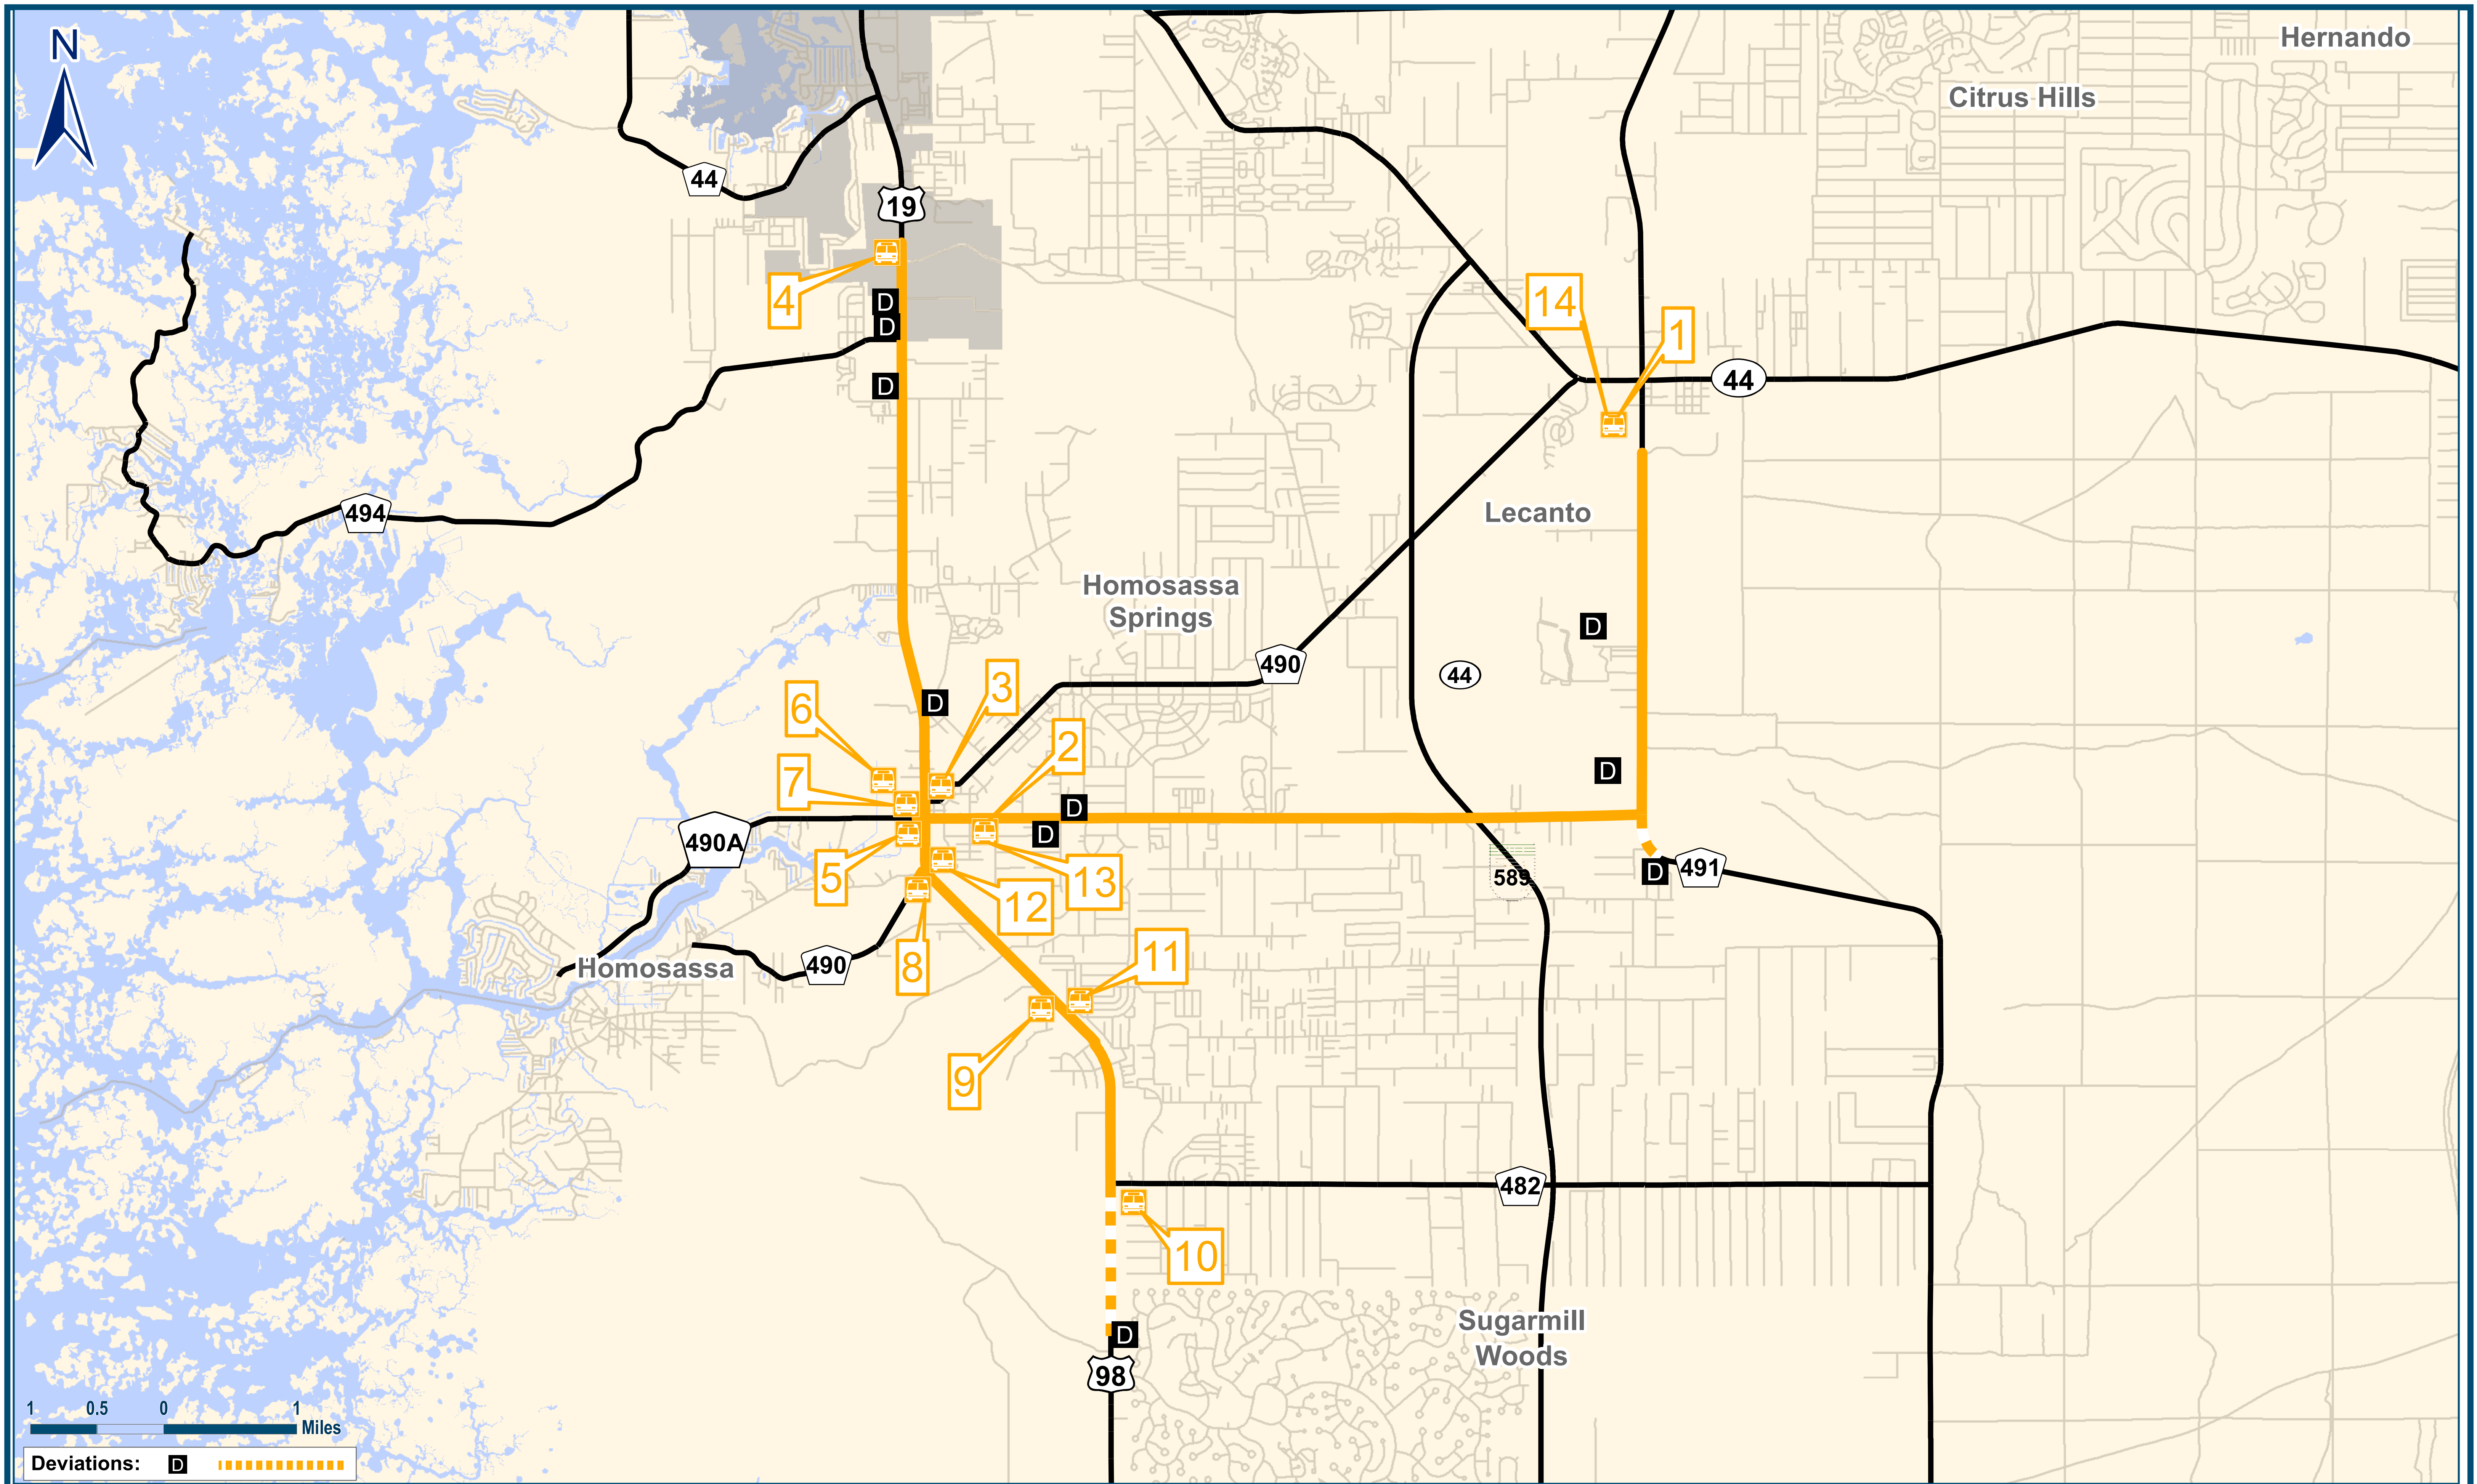 N
Hernando
Citrus Hills
44
19
4
D
D
14
1
44
D
494
Lecanto
Homosassa
Springs
D
490
44
6
3
D
2
7
D
D
490A
D
5
13
589
D
491
12
8
490
Homosassa
11
9
482
10
Sugarmill
Woods
D
98
1 0.5 0 1
Miles
Deviations: D